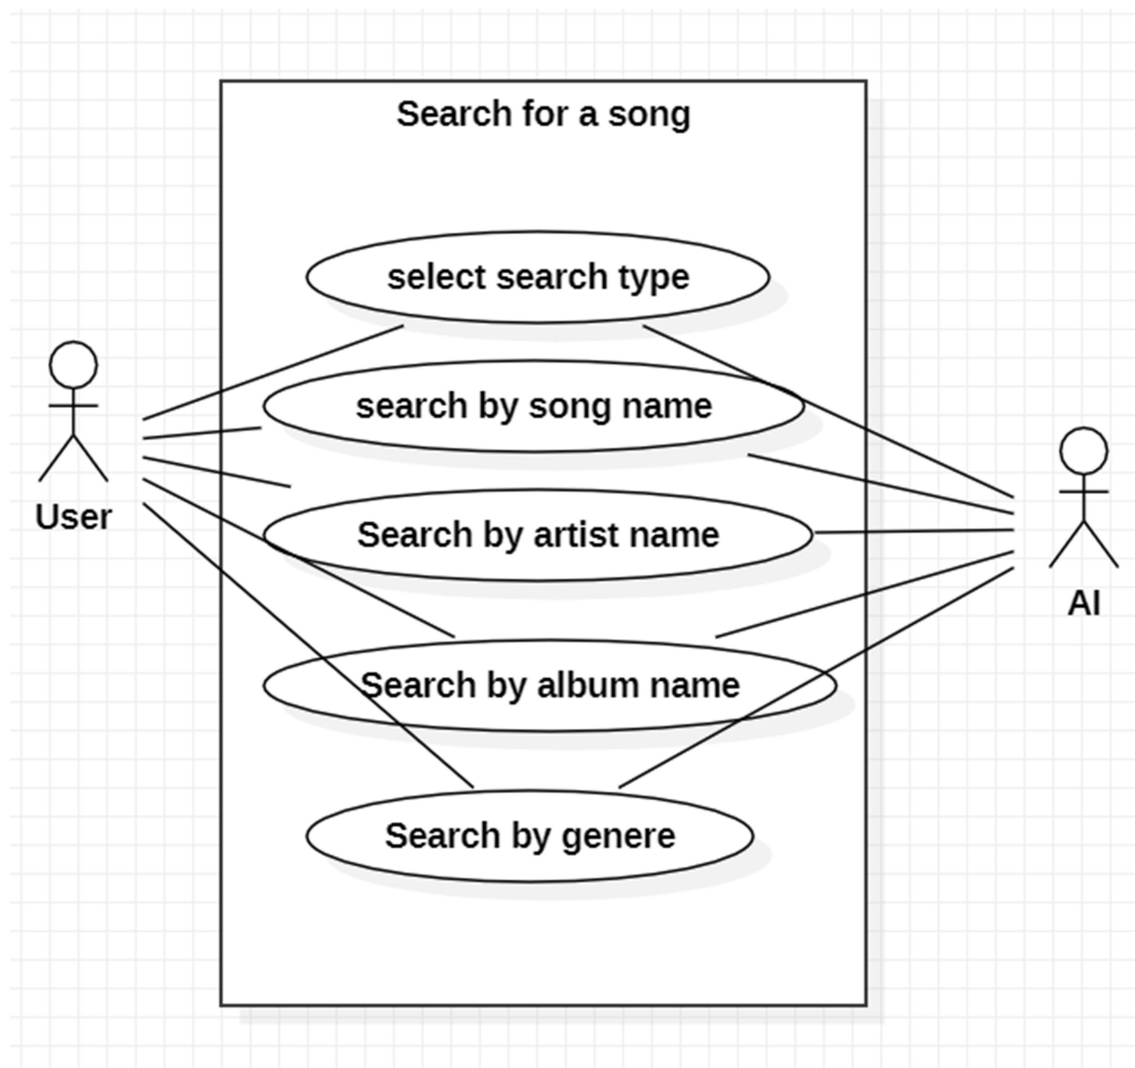 Search for a song
select search type
search by song name
User
Search by artist name
AI
Search by album name
Search by genere